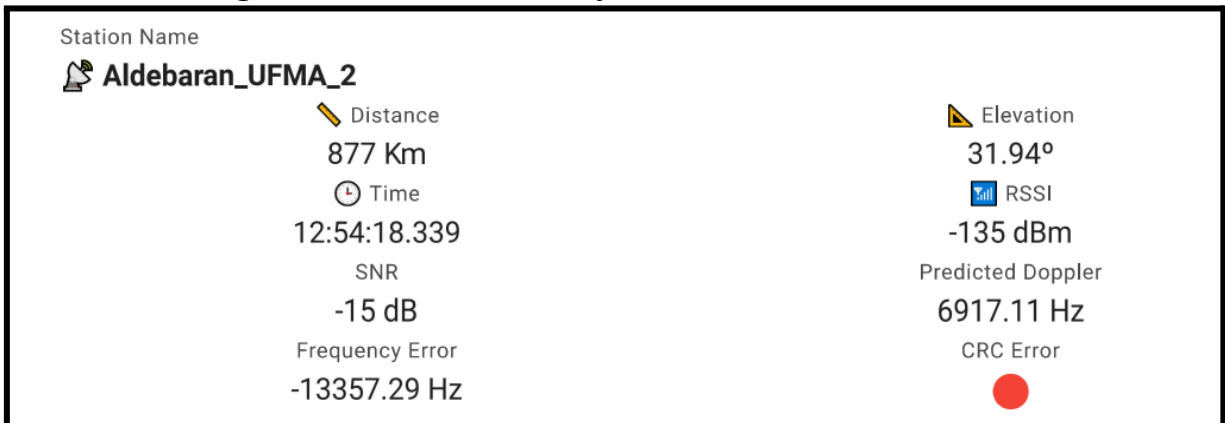 Station Name
Aldebaran_UFMA_2
Distance
Elevation
877 Km
31.94º
Time
RSSI
12:54:18.339
-135 dBm
SNR
Predicted Doppler
-15 dB
6917.11 Hz
Frequency Error
CRC Error
-13357.29 Hz